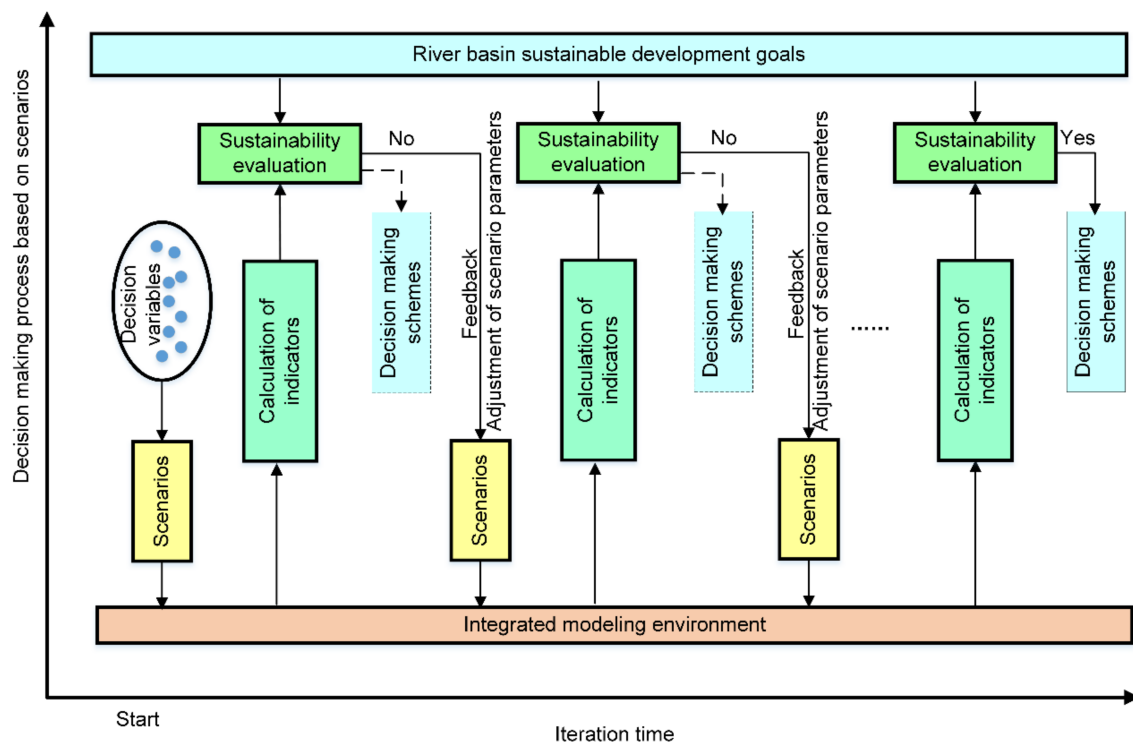 Decision making process based on scenarios
River basin sustainable development goals
Sustainability
evaluation
No
Sustainability
evaluation
No
Sustainability
evaluation
Yes
Decision
variables
Calculation of
indicators
Decision making
schemes
Feedback
Adjustment of scenario parameters
Calculation of
indicators
Decision making
schemes
Feedback
Adjustment of scenario parameters
......
Calculation of
indicators
Decision making
schemes
Scenarios
Scenarios
Scenarios
Integrated modeling environment
Start
Iteration time